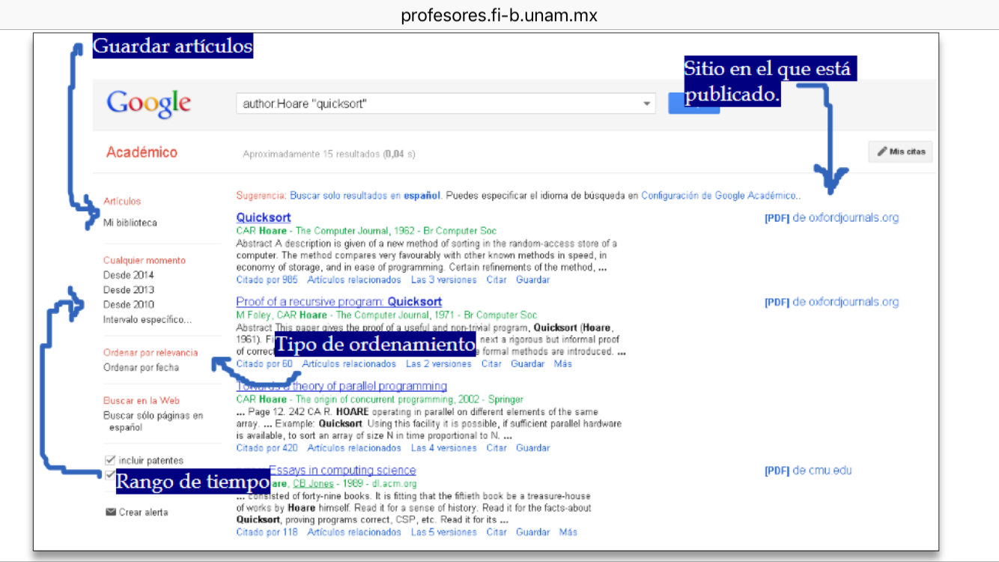 profesores.fi-b.unam.mx
Guardar artículos
Sitio en el que está
publicado.
Google
author:Hoare "quicksort"
Académico
Aproximadamente 15 resultados (0,04 s)
Mis citas
Artículos
Mi biblioteca
Cualquier momento
Desde 2014
Desde 2013
Desde 2010
Intervalo específico...
Ordenar por relevancia
Ordenar por fecha
Buscar en la Web
Buscar sólo páginas en
español
incluir patentes
Rango de tiempo
Crear alerta
Sugerencia: Buscar solo resultados en español. Puedes especificar el idioma de búsqueda en Configuración de Google Académico..
Quicksort
[PDF] de oxfordjournals.org
CAR Hoare - The Computer Journal, 1962 - Br Computer Soc
Abstract A description is given of a new method of sorting in the random-access store of a
computer. The method compares very favourably with other known methods in speed, in
economy of storage, and in ease of programming. Certain refinements of the method, ...
Citado por 985 Artículos relacionados Las 3 versiones Citar Guardar
Proof of a recursive program: Quicksort
[PDF] de oxfordjournals.org
M Foley, CAR Hoare - The Computer Journal, 1971 - Br Computer Soc
Abstract This paper gives the proof of a useful and non-trivial program, Quicksort (Hoare,
1961). next a rigorous but informal proof
Tipo de ordenamiento
of formal methods are introduced. ...
Citado por 60 Artículos relacionados Las 2 versiones Citar Guardar Más
Towards a theory of parallel programming
CAR Hoare - The origin of concurrent programming, 2002 - Springer
... Page 12. 242 CA R. HOARE operating in parallel on different elements of the same
array. ... Example: Quicksort. Using this facility it is possible, if sufficient parallel hardware
is available, to sort an array of size N in time proportional to N. ...
Citado por 420 Artículos relacionados Las 4 versiones Citar Guardar
Essays in computing science
[PDF] de cmu.edu
are, CB Jones - 1989 - dl.acm.org
... consisted of forty-nine books. It is fitting that the fiftieth book be a treasure-house
of works by Hoare himself. Read it for a sense of history. Read it for the facts-about
Quicksort, proving programs correct, CSP, etc. Read it for its ...
Citado por 118 Artículos relacionados Las 5 versiones Citar Guardar Más